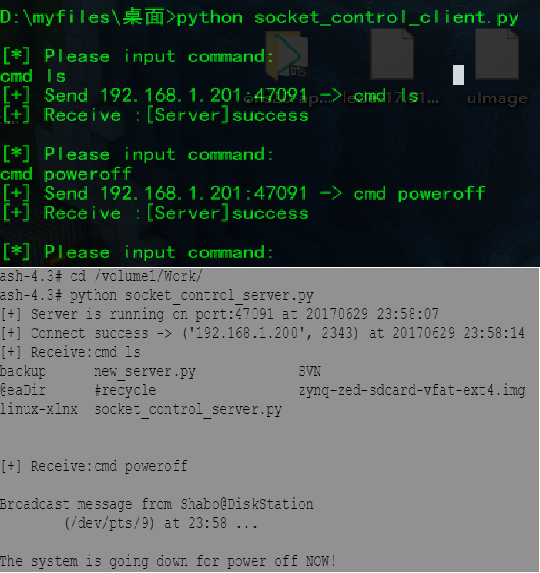 D:\myfiles\桌面>python socket_control_client.py
[*] Please input command:
cmd ls
[+] Send 192.168.1.201:47091 -> cmd ls
[+] Receive :[Server]success
uImage
[*] Please input command:
cmd poweroff
[+] Send 192.168.1.201:47091 -> cmd poweroff
[+] Receive :[Server]success
[*] Please input command:
ash-4.3# cd /volume1/Work/
ash-4.3# python socket_control_server.py
[+] Server is running on port:47091 at 20170629 23:58:07
[+] Connect success -> ('192.168.1.200', 2343) at 20170629 23:58:14
[+] Receive:cmd ls
backup new_server.py SVN
@eaDir #recycle zynq-zed-sdcard-vfat-ext4.img
linux-xlnx socket_control_server.py
[+] Receive:cmd poweroff
Broadcast message from Shabo@DiskStation
(/dev/pts/9) at 23:58 ...
The system is going down for power off NOW!